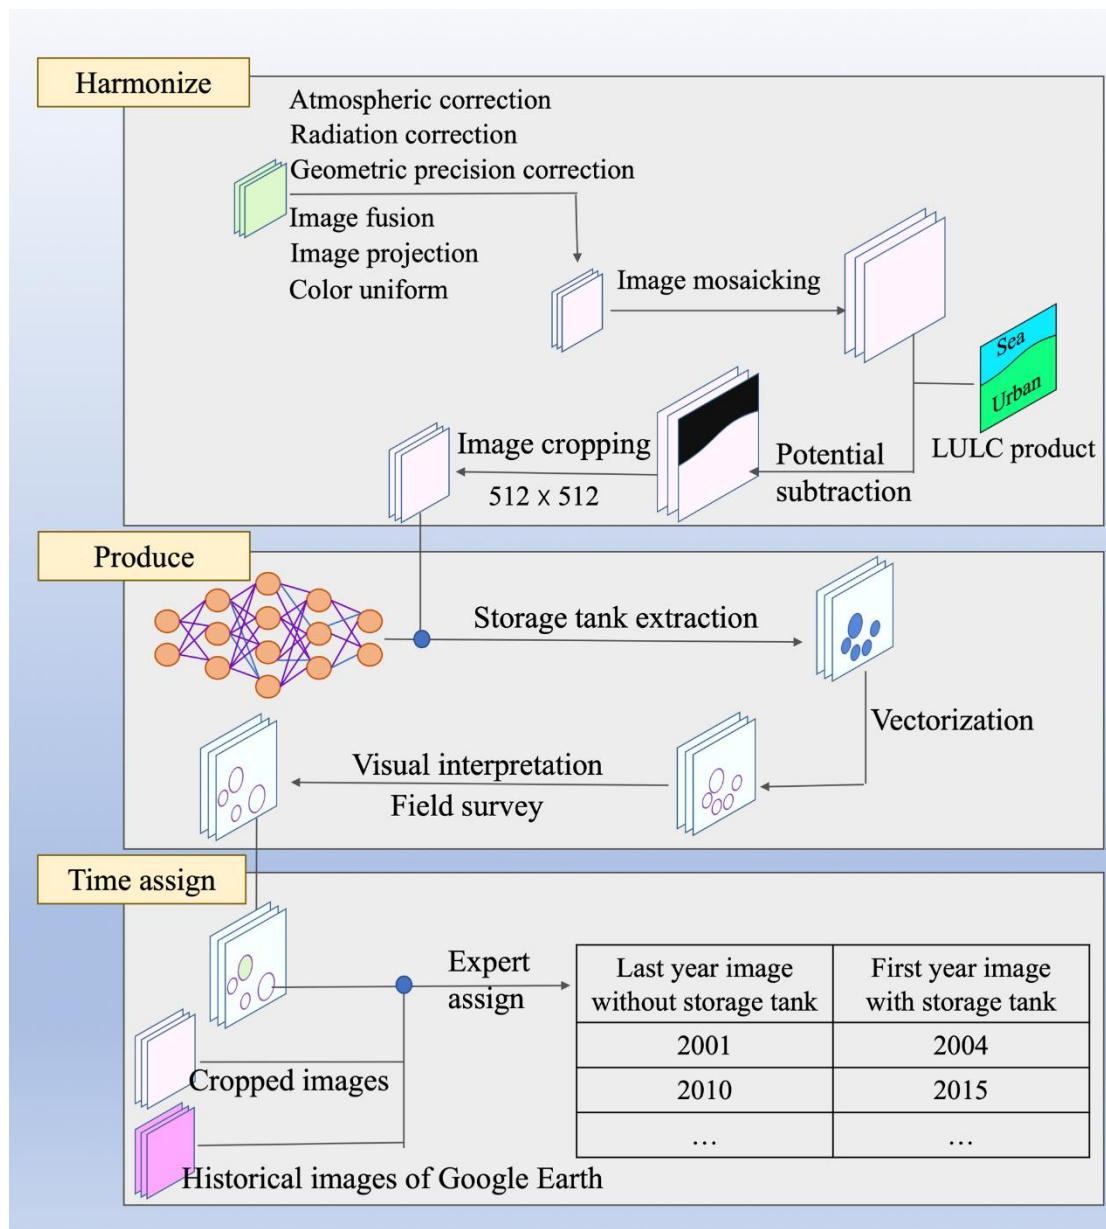 Harmonize
Atmospheric correction
Radiation correction
Geometric precision correction
Image fusion
Image projection
Color uniform
Image mosaicking
Sea
Urban
LULC product
Potential
subtraction
Image cropping
512 x 512
Produce
Storage tank extraction
Vectorization
Visual interpretation
Field survey
Time assign
Expert
assign
Cropped images
Historical images of Google Earth
Last year image
without storage tank
First year image
with storage tank
2001
2004
2010
2015
…
…